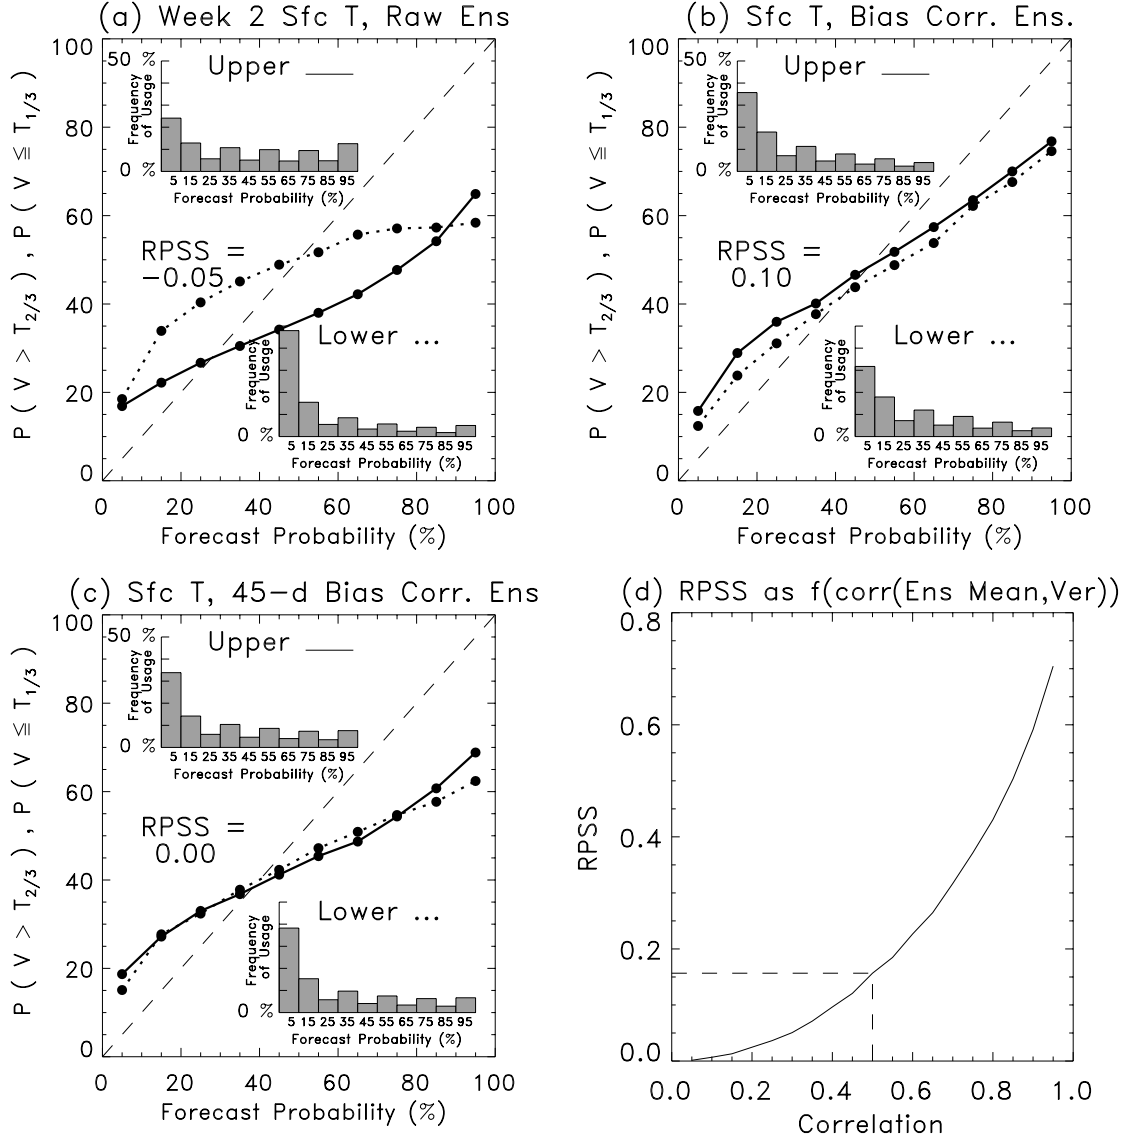 (a) Week 2 Sfc T, Raw Ens
P ( V > T2/3 ) , P ( V ≦ T1/3 )
100
80
60
40
20
0
50 %
0 %
Frequency
of Usage
Upper
5 15 25 35 45 55 65 75 85 95
Forecast Probability (%)
RPSS =
−0.05
Lower ...
Frequency
of Usage
0 %
5 15 25 35 45 55 65 75 85 95
Forecast Probability (%)
0 20 40 60 80 100
Forecast Probability (%)
(b) Sfc T, Bias Corr. Ens.
P ( V > T2/3 ) , P ( V ≦ T1/3 )
100
80
60
40
20
0
50 %
0 %
Frequency
of Usage
Upper
5 15 25 35 45 55 65 75 85 95
Forecast Probability (%)
RPSS =
0.10
Lower ...
Frequency
of Usage
0 %
5 15 25 35 45 55 65 75 85 95
Forecast Probability (%)
0 20 40 60 80 100
Forecast Probability (%)
(c) Sfc T, 45−d Bias Corr. Ens
P ( V > T2/3 ) , P ( V ≦ T1/3 )
100
80
60
40
20
0
50 %
0 %
Frequency
of Usage
Upper
5 15 25 35 45 55 65 75 85 95
Forecast Probability (%)
RPSS =
0.00
Lower ...
Frequency
of Usage
0 %
5 15 25 35 45 55 65 75 85 95
Forecast Probability (%)
0 20 40 60 80 100
Forecast Probability (%)
(d) RPSS as f(corr(Ens Mean,Ver))
RPSS
0.8
0.6
0.4
0.2
0.0
0.0 0.2 0.4 0.6 0.8 1.0
Correlation